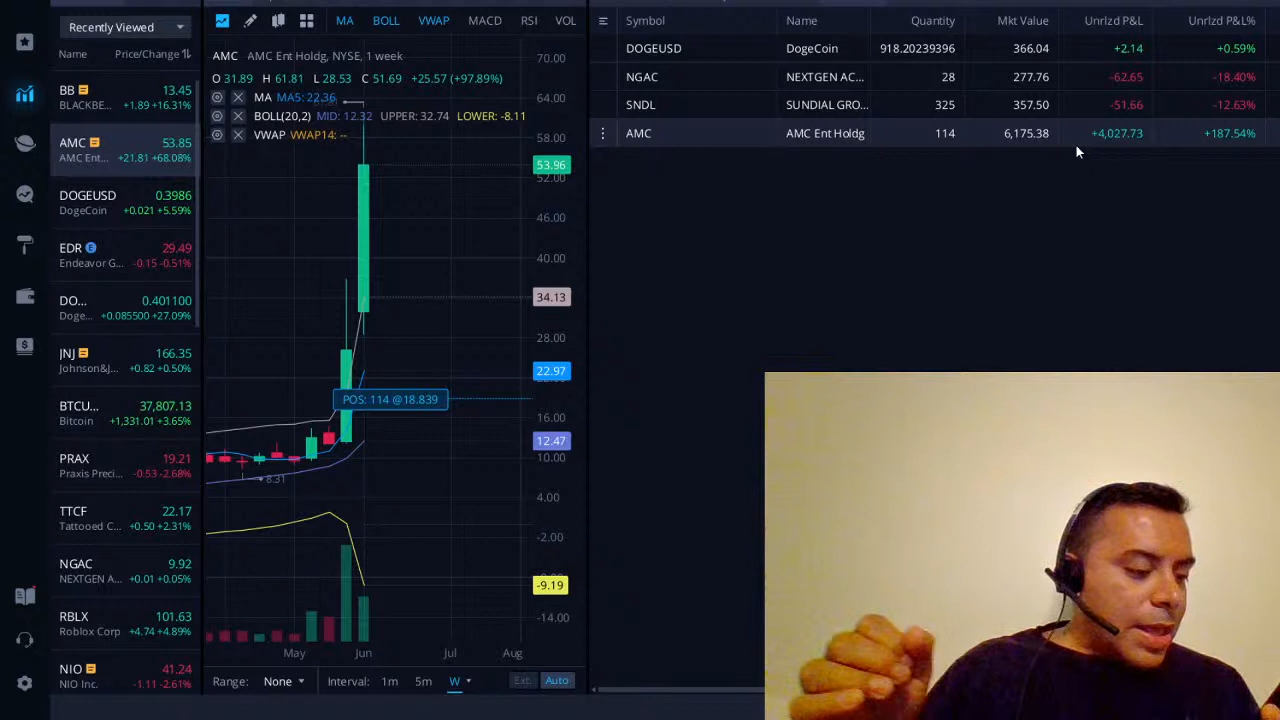 Recently Viewed
Name Price/Change
BB 13.45
BLACKBE... +1.89 +16.31%
AMC 53.85
AMC Ent... +21.81 +68.08%
DOGEUSD 0.3986
DogeCoin +0.021 +5.59%
EDR E 29.49
Endeavor G... -0.15 -0.51%
DO... 0.401100
Doge... +0.085500 +27.09%
JNJ 166.35
Johnson&J... +0.82 +0.50%
BTCU... 37,807.13
Bitcoin +1,331.01 +3.65%
PRAX 19.21
Praxis Preci... -0.53 -2.68%
TTCF 22.17
Tattooed C... +0.50 +2.31%
NGAC 9.92
NEXTGEN A... +0.01 +0.05%
RBLX 101.63
Roblox Corp +4.74 +4.89%
NIO 41.24
NIO Inc. -1.11 -2.61%
MA BOLL VWAP MACD RSI VOL
AMC AMC Ent Holdg, NYSE, 1 week
O 31.89 H 61.81 L 28.53 C 51.69 +25.57 (+97.89%)
MA MA5: 22.36
BOLL(20,2) MID: 12.32 UPPER: 32.74 LOWER: -8.11
VWAP VWAP14: --
70.00
64.00
58.00
53.96
52.00
46.00
40.00
34.13
28.00
22.97
POS: 114 @18.839
16.00
12.47
10.00
8.31
4.00
-2.00
-9.19
-14.00
May Jun Jul Aug
Range: None Interval: 1m 5m W Ext. Auto
Symbol Name Quantity Mkt Value Unrlzd P&L Unrlzd P&L%
DOGEUSD DogeCoin 918.20239396 366.04 +2.14 +0.59%
NGAC NEXTGEN AC... 28 277.76 -62.65 -18.40%
SNDL SUNDIAL GRO... 325 357.50 -51.66 -12.63%
AMC AMC Ent Holdg 114 6,175.38 +4,027.73 +187.54%